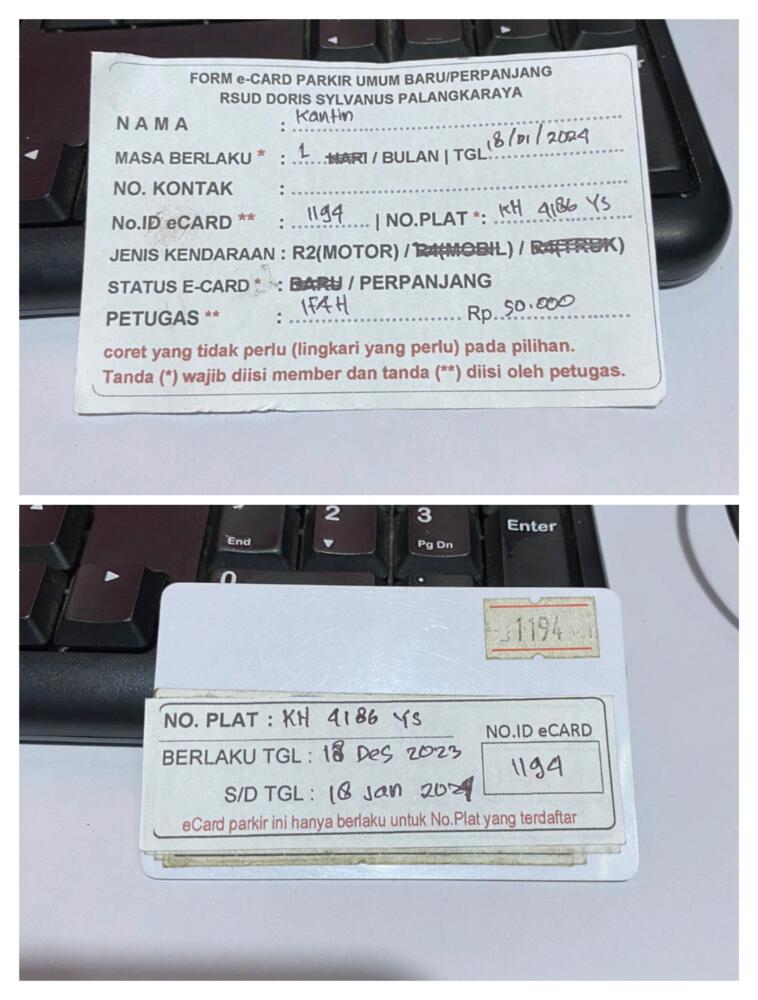 FORM e-CARD PARKIR UMUM BARU/PERPANJANG
RSUD DORIS SYLVANUS PALANGKARAYA
NAMA : Kantin
MASA BERLAKU * : 1 HARI / BULAN | TGL 18/01/2024
NO. KONTAK :
No.ID eCARD ** : 1194 | NO.PLAT *: KH 4186 YS
JENIS KENDARAAN : R2(MOTOR) / R4(MOBIL) / R4(TRUK)
STATUS E-CARD * : BARU / PERPANJANG
PETUGAS ** : IFAH Rp. 50.000
coret yang tidak perlu (lingkari yang perlu) pada pilihan.
Tanda (*) wajib diisi member dan tanda (**) diisi oleh petugas.
2
3
Enter
End
Pg Dn
0
1194
NO. PLAT : KH 4186 YS
NO.ID eCARD
BERLAKU TGL : 18 Des 2023
1194
S/D TGL : 18 Jan 2024
eCard parkir ini hanya berlaku untuk No.Plat yang terdaftar